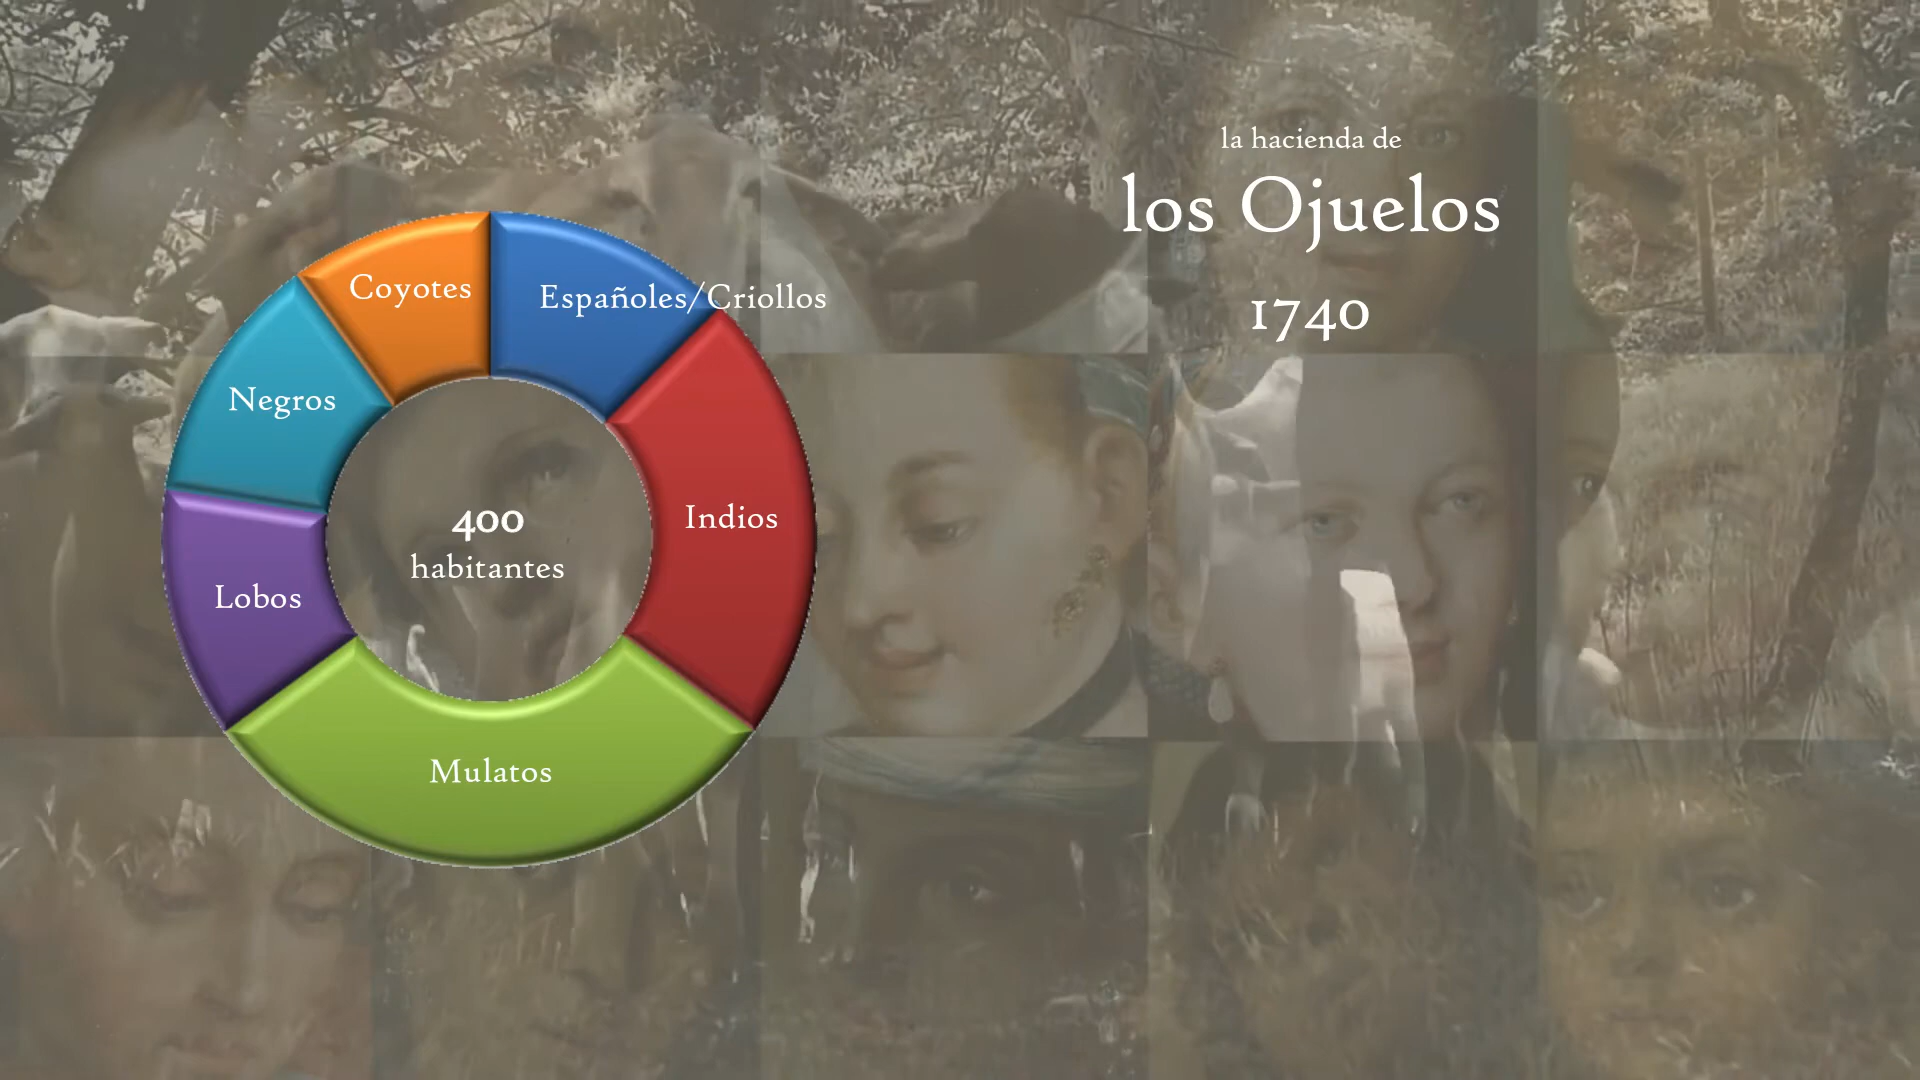 la hacienda de
los Ojuelos
1740
Coyotes
Españoles/Criollos
Negros
Indios
400
habitantes
Lobos
Mulatos